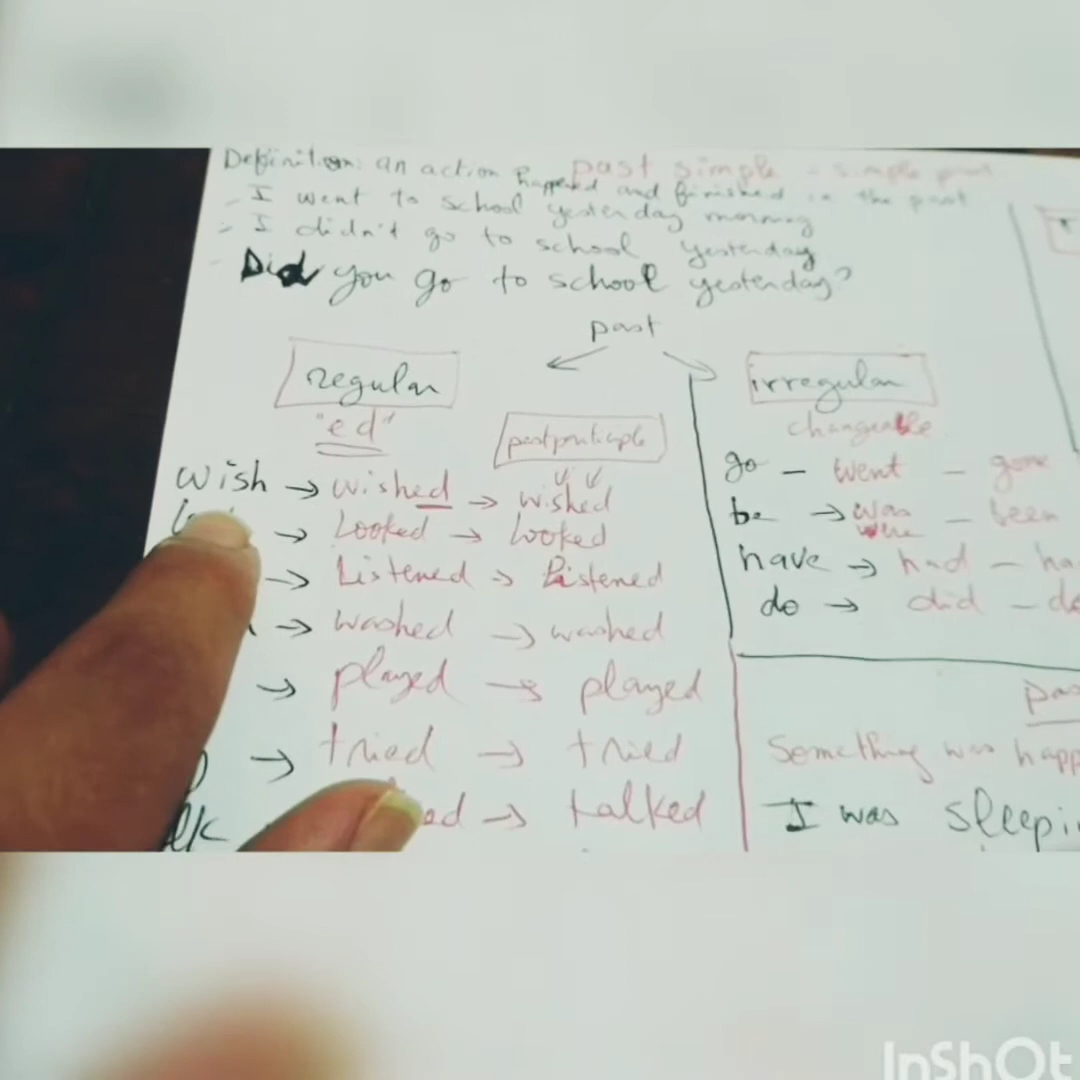 past simple - simple past
Definition: an action happened and finished in the past
- I went to school yesterday morning
- I didn't go to school yesterday
- Did you go to school yesterday?
past
regular
"ed"
past participle
wish → wished → wished
→ Looked → looked
→ Listened → Listened
→ washed → washed
→ played → played
→ tried → tried
→ talked
irregular
changeable
go - went - gone
be → was - been
were
have → had -
do → did -
Something was
I was
InShOt